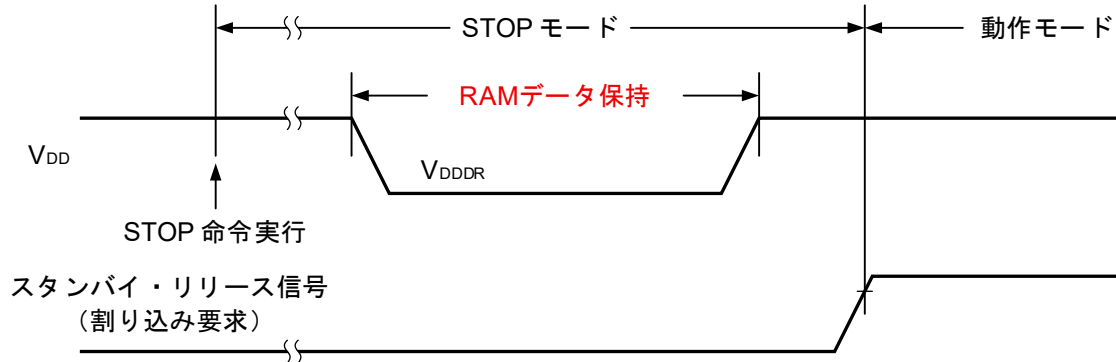 STOP モード
動作モード
RAMデータ保持
VDD
VDDDR
STOP 命令実行
スタンバイ・リリース信号
（割り込み要求）